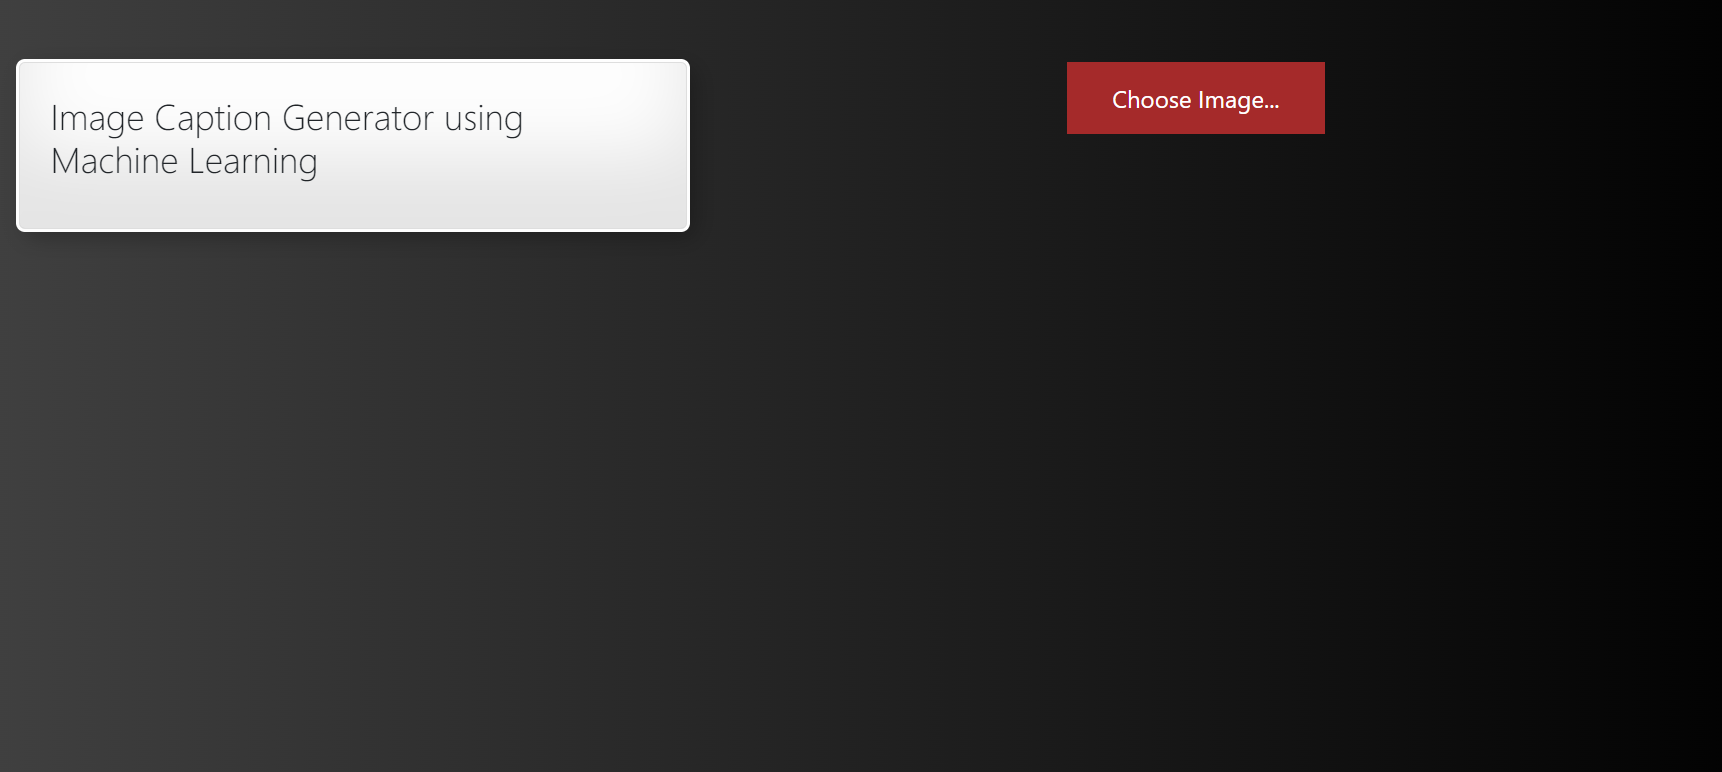 Image Caption Generator using
Machine Learning
Choose Image...